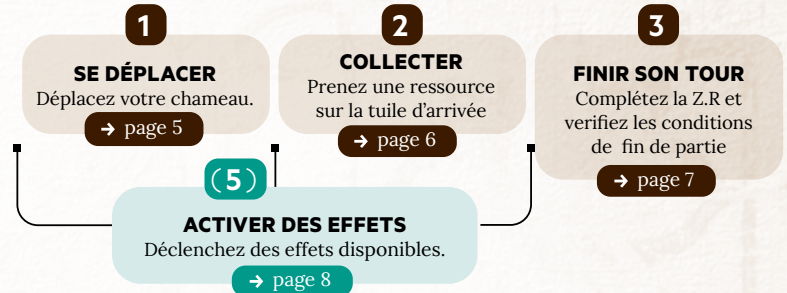 1
SE DÉPLACER
Déplacez votre chameau.
→ page 5
2
COLLECTER
Prenez une ressource
sur la tuile d’arrivée
→ page 6
3
FINIR SON TOUR
Complétez la Z.R et
verifiez les conditions
de fin de partie
→ page 7
(5)
ACTIVER DES EFFETS
Déclenchez des effets disponibles.
→ page 8